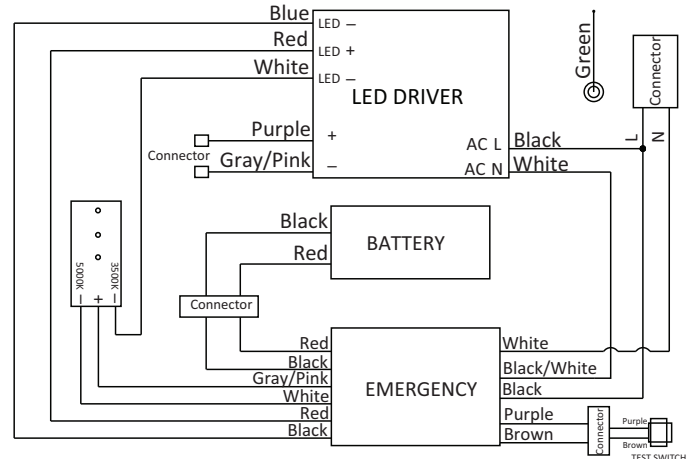 Blue
LED –
Red
LED +
White
LED –
LED DRIVER
Green
Connector
L
N
Purple
+
Connector
Gray/Pink
–
AC L
Black
AC N
White
Black
Red
BATTERY
5000K
3500K
– + –
Connector
Red
Black
Gray/Pink
White
Red
Black
EMERGENCY
White
Black/White
Black
Purple
Brown
Connector
Purple
Brown
TEST SWITCH